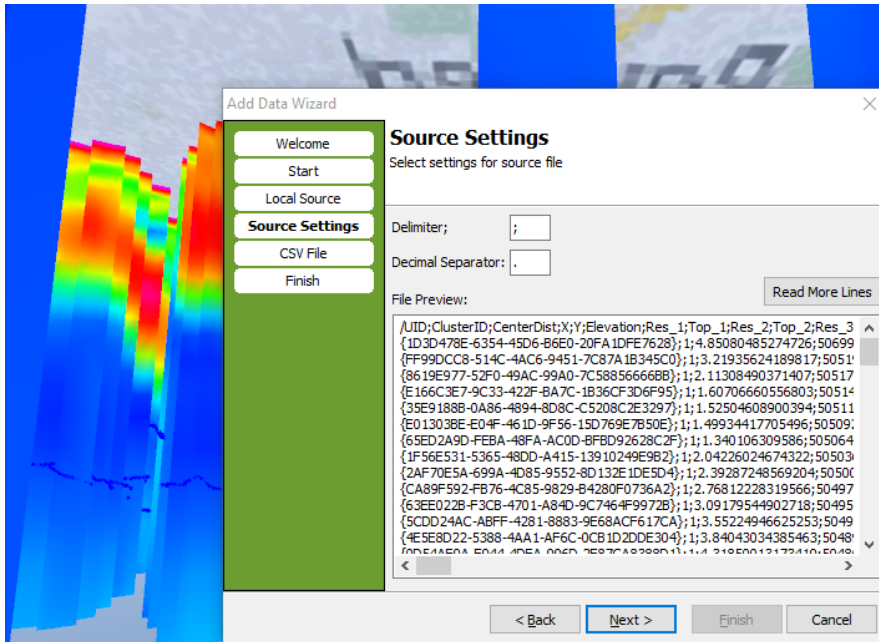 Add Data Wizard
Welcome
Start
Local Source
Source Settings
CSV File
Finish
Source Settings
Select settings for source file
Delimiter; ;
Decimal Separator: .
File Preview:
Read More Lines
/UID;ClusterID;CenterDist;X;Y;Elevation;Res_1;Top_1;Res_2;Top_2;Res_3
{1D3D478E-6354-45D6-B6E0-20FA1DFE7628};1;4.85080485274726;50699
{FF99DCC8-514C-4AC6-9451-7C87A1B345C0};1;3.21935624189817;5051
{8619E977-52F0-49AC-99A0-7C58856666BB};1;2.11308490371407;50517
{E166C3E7-9C33-422F-BA7C-1B36CF3D6F95};1;1.60706660556803;50514
{35E9188B-0A86-4894-8D8C-C5208C2E3297};1;1.52504608900394;50511
{E01303BE-E04F-461D-9F56-15D769E7B50E};1;1.49934417705496;50509
{65ED2A9D-FEBA-48FA-AC0D-BFBD92628C2F};1;1.340106309586;505064
{1F56E531-5365-48DD-A415-13910249E9B2};1;2.04226024674322;50503
{2AF70E5A-699A-4D85-9552-8D132E1DE5D4};1;2.39287248569204;50500
{CA89F592-FB76-4C85-9829-B4280F0736A2};1;2.76812228319566;50497
{63EE022B-F3CB-4701-A84D-9C7464F9972B};1;3.09179544902718;50495
{5CDD24AC-ABFF-4281-8883-9E68ACF617CA};1;3.55224946625253;5049
{4E5E8D22-5388-4AA1-AF6C-0CB1D2DDE304};1;3.84043034385463;5048
< Back
Next >
Finish
Cancel